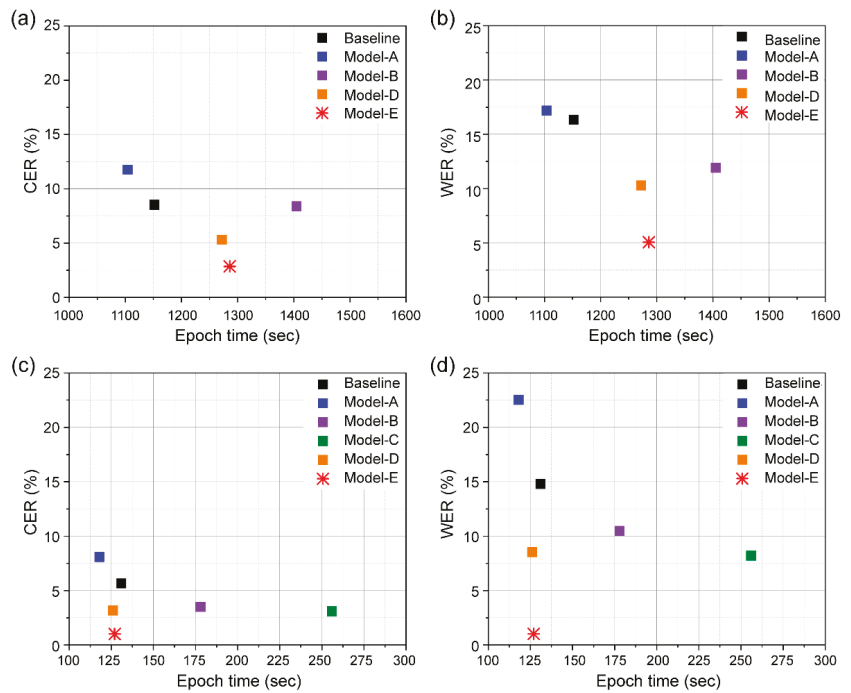 (a)
25
20
15
10
5
0
CER (%)
Baseline
Model-A
Model-B
Model-D
Model-E
1000 1100 1200 1300 1400 1500 1600
Epoch time (sec)
(b)
25
20
15
10
5
0
WER (%)
Baseline
Model-A
Model-B
Model-D
Model-E
1000 1100 1200 1300 1400 1500 1600
Epoch time (sec)
(c)
25
20
15
10
5
0
CER (%)
Baseline
Model-A
Model-B
Model-C
Model-D
Model-E
100 125 150 175 200 225 250 275 300
Epoch time (sec)
(d)
25
20
15
10
5
0
WER (%)
Baseline
Model-A
Model-B
Model-C
Model-D
Model-E
100 125 150 175 200 225 250 275 300
Epoch time (sec)